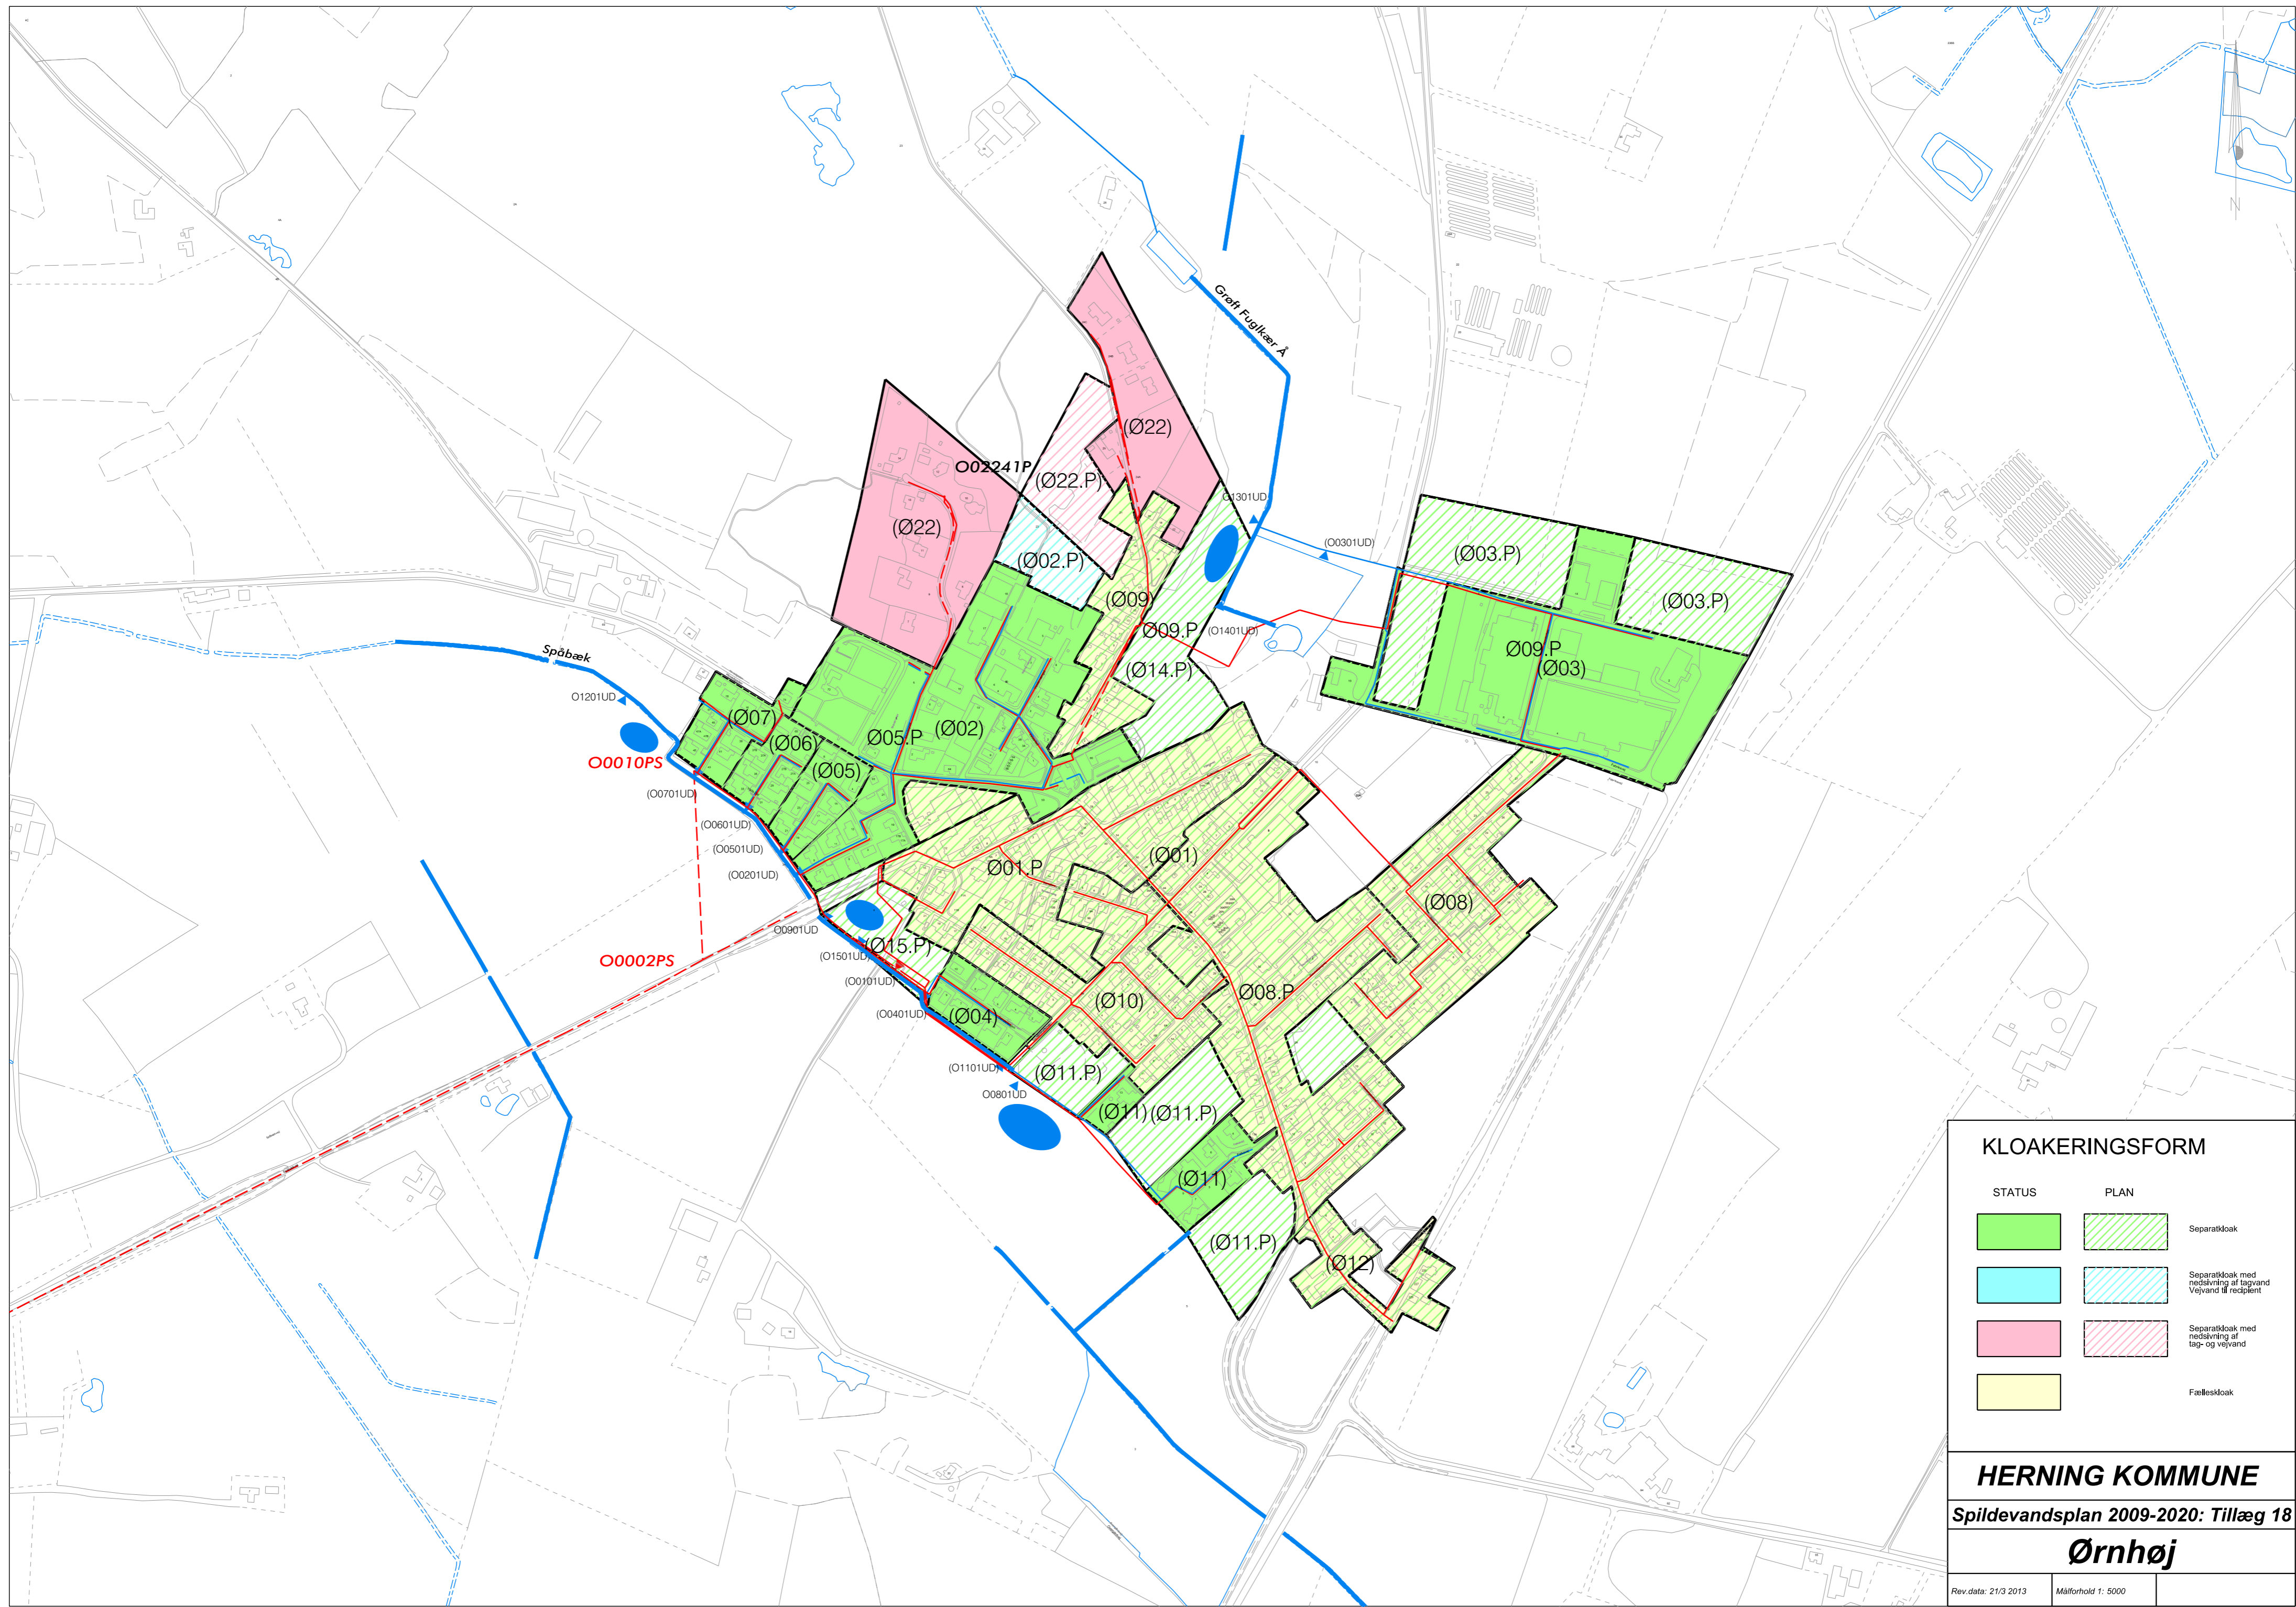 Grøft Fuglkær Å
(Ø22)
O02241P
(Ø22.P)
O1301UD
(Ø22)
(O0301UD)
(Ø03.P)
(Ø02.P)
(Ø03.P)
(Ø09)
Ø09.P
(O1401UD)
Spåbæk
Ø09.P
(Ø03)
(Ø14.P)
O1201UD
(Ø07)
(Ø02)
Ø05.P
(Ø06)
O0010PS
(Ø05)
(O0701UD)
(O0601UD)
(O0501UD)
(Ø01)
Ø01.P
(O0201UD)
(Ø08)
O0901UD
(Ø15.P)
O0002PS
(O1501UD)
(O0101UD)
Ø08.P
(Ø10)
(O0401UD)
(Ø04)
(O1101UD)
(Ø11.P)
O0801UD
(Ø11)
(Ø11.P)
(Ø11)
(Ø11.P)
(Ø12)
N
KLOAKERINGSFORM
STATUS PLAN
Separatkloak
Separatkloak med
nedsivning af tagvand
Vejvand til recipient
Separatkloak med
nedsivning af
tag- og vejvand
Fælleskloak
HERNING KOMMUNE
Spildevandsplan 2009-2020: Tillæg 18
Ørnhøj
Rev.data: 21/3 2013 Målforhold 1: 5000